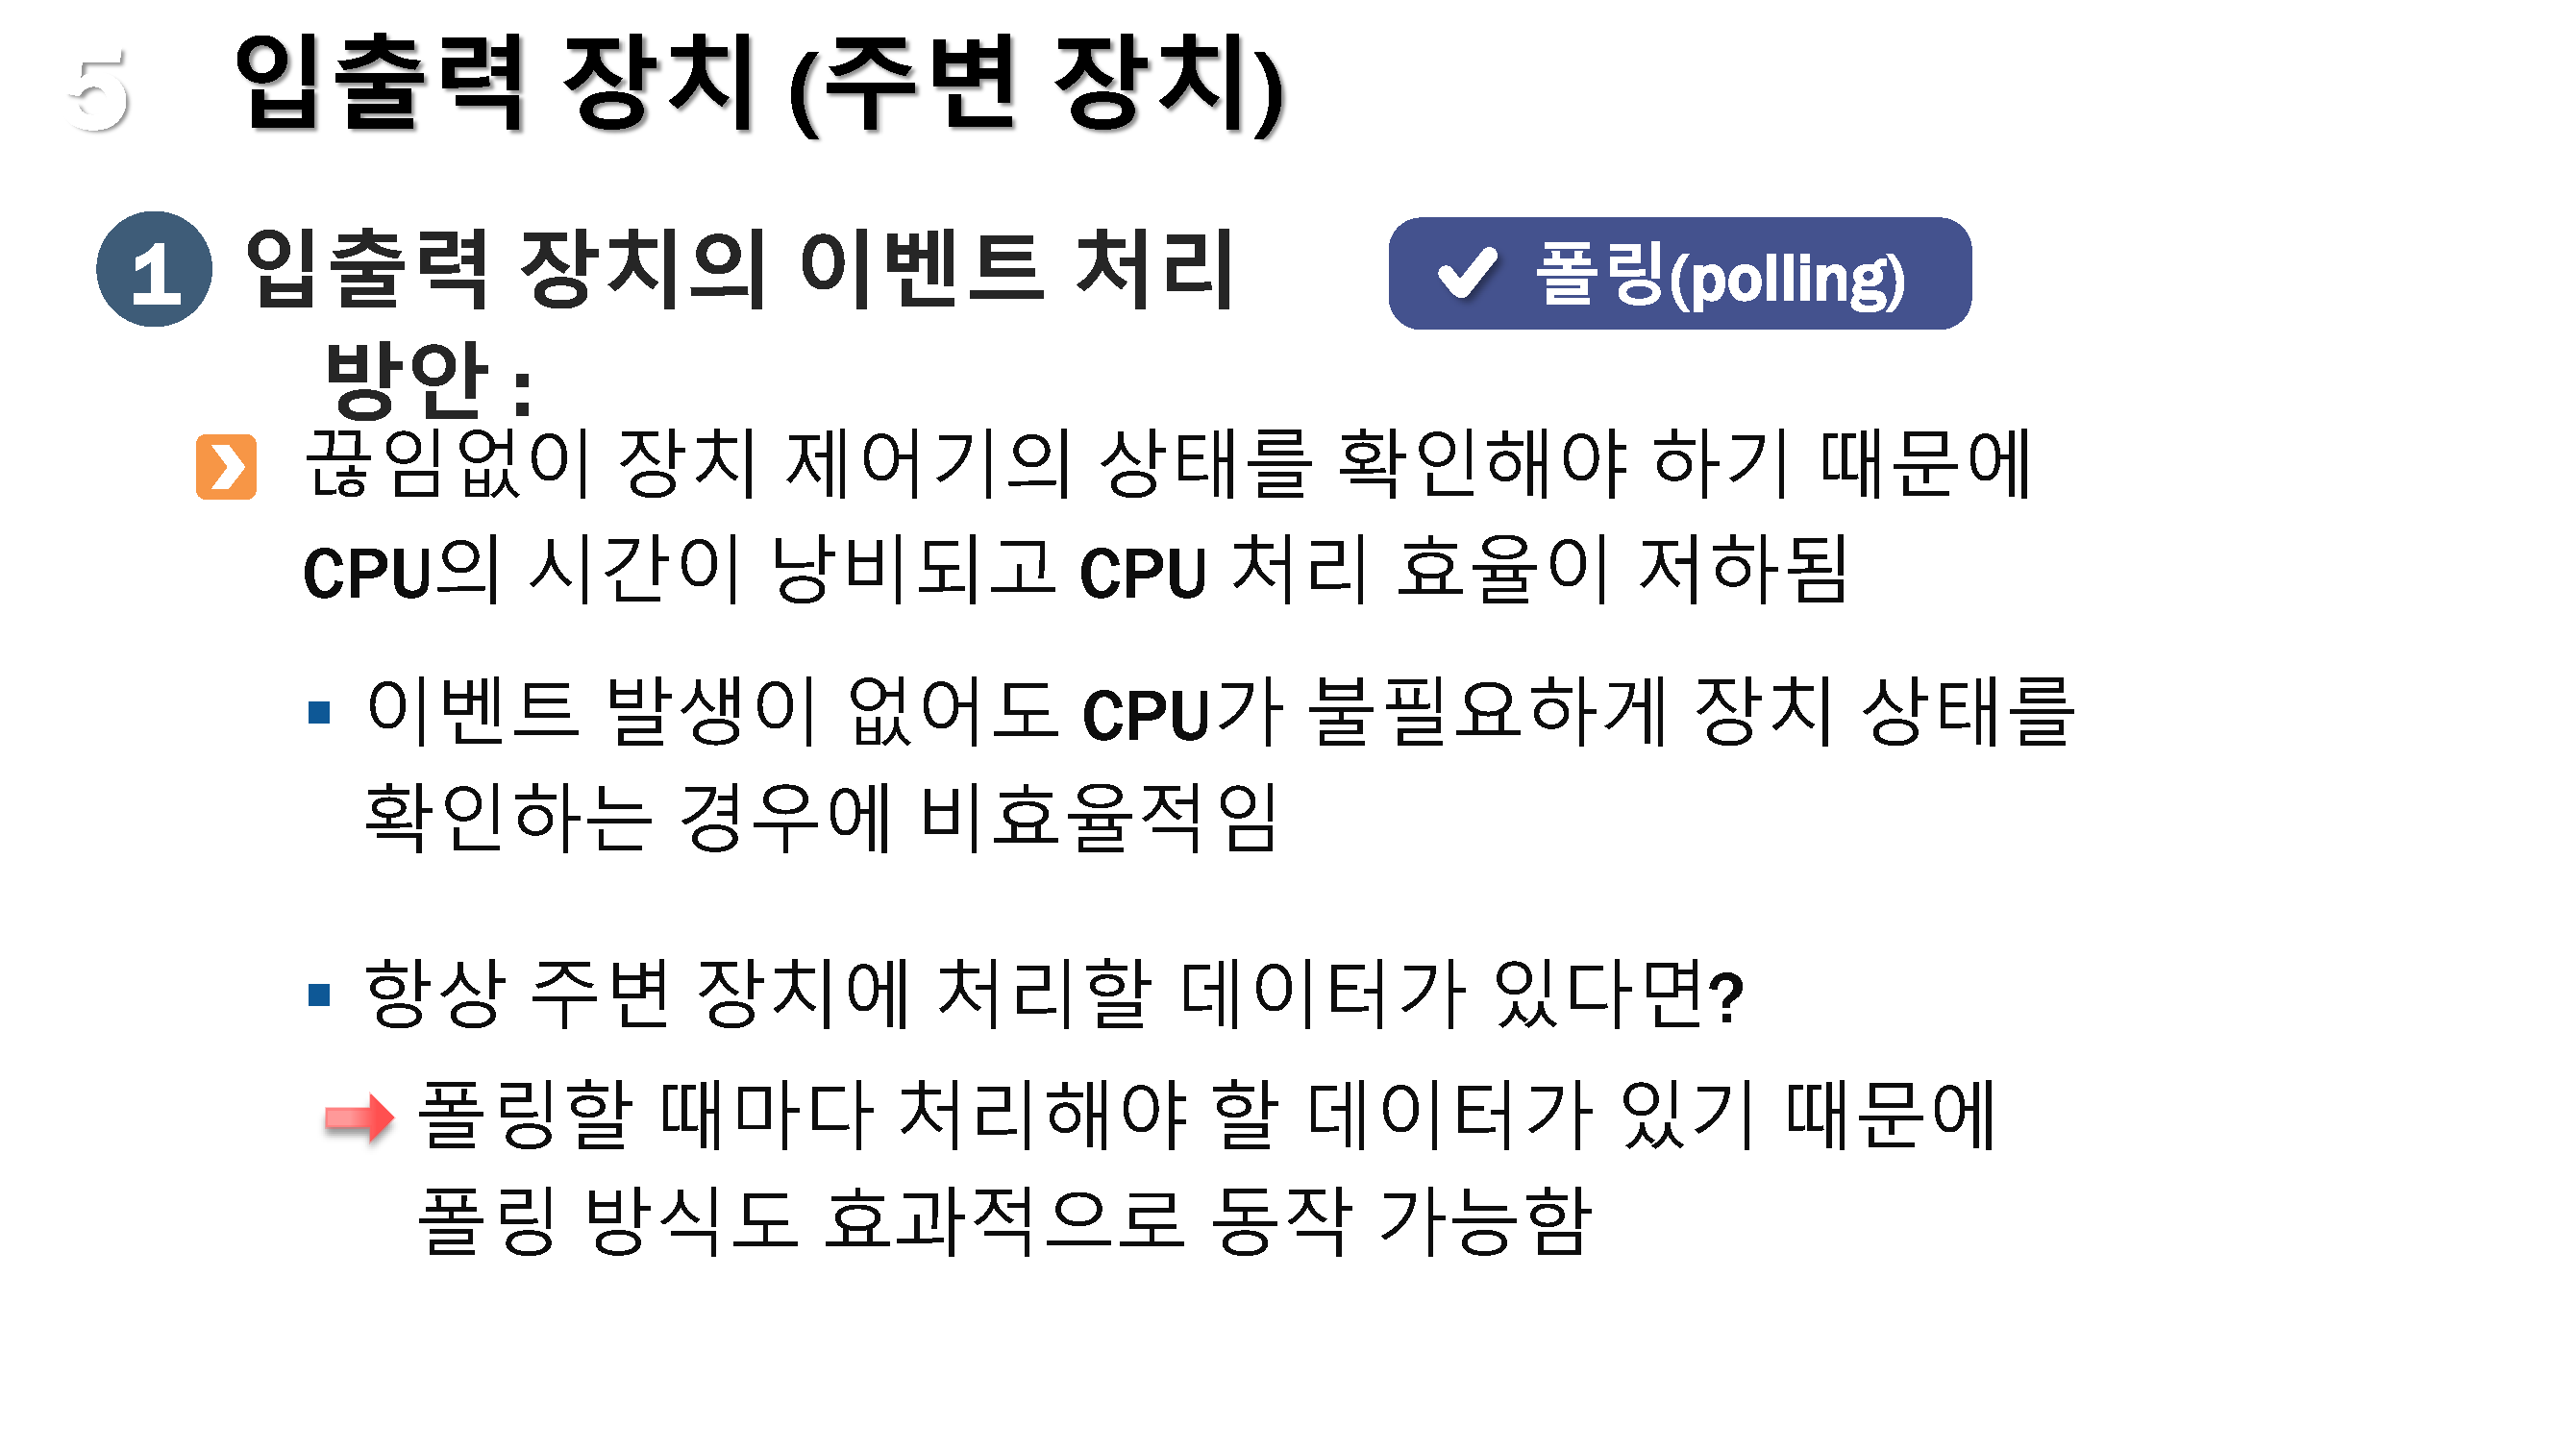 5 입출력 장치 (주변 장치)
1 입출력 장치의 이벤트 처리
방안 :
폴링(polling)
끊임없이 장치 제어기의 상태를 확인해야 하기 때문에
CPU의 시간이 낭비되고 CPU 처리 효율이 저하됨
이벤트 발생이 없어도 CPU가 불필요하게 장치 상태를
확인하는 경우에 비효율적임
항상 주변 장치에 처리할 데이터가 있다면?
폴링할 때마다 처리해야 할 데이터가 있기 때문에
폴링 방식도 효과적으로 동작 가능함